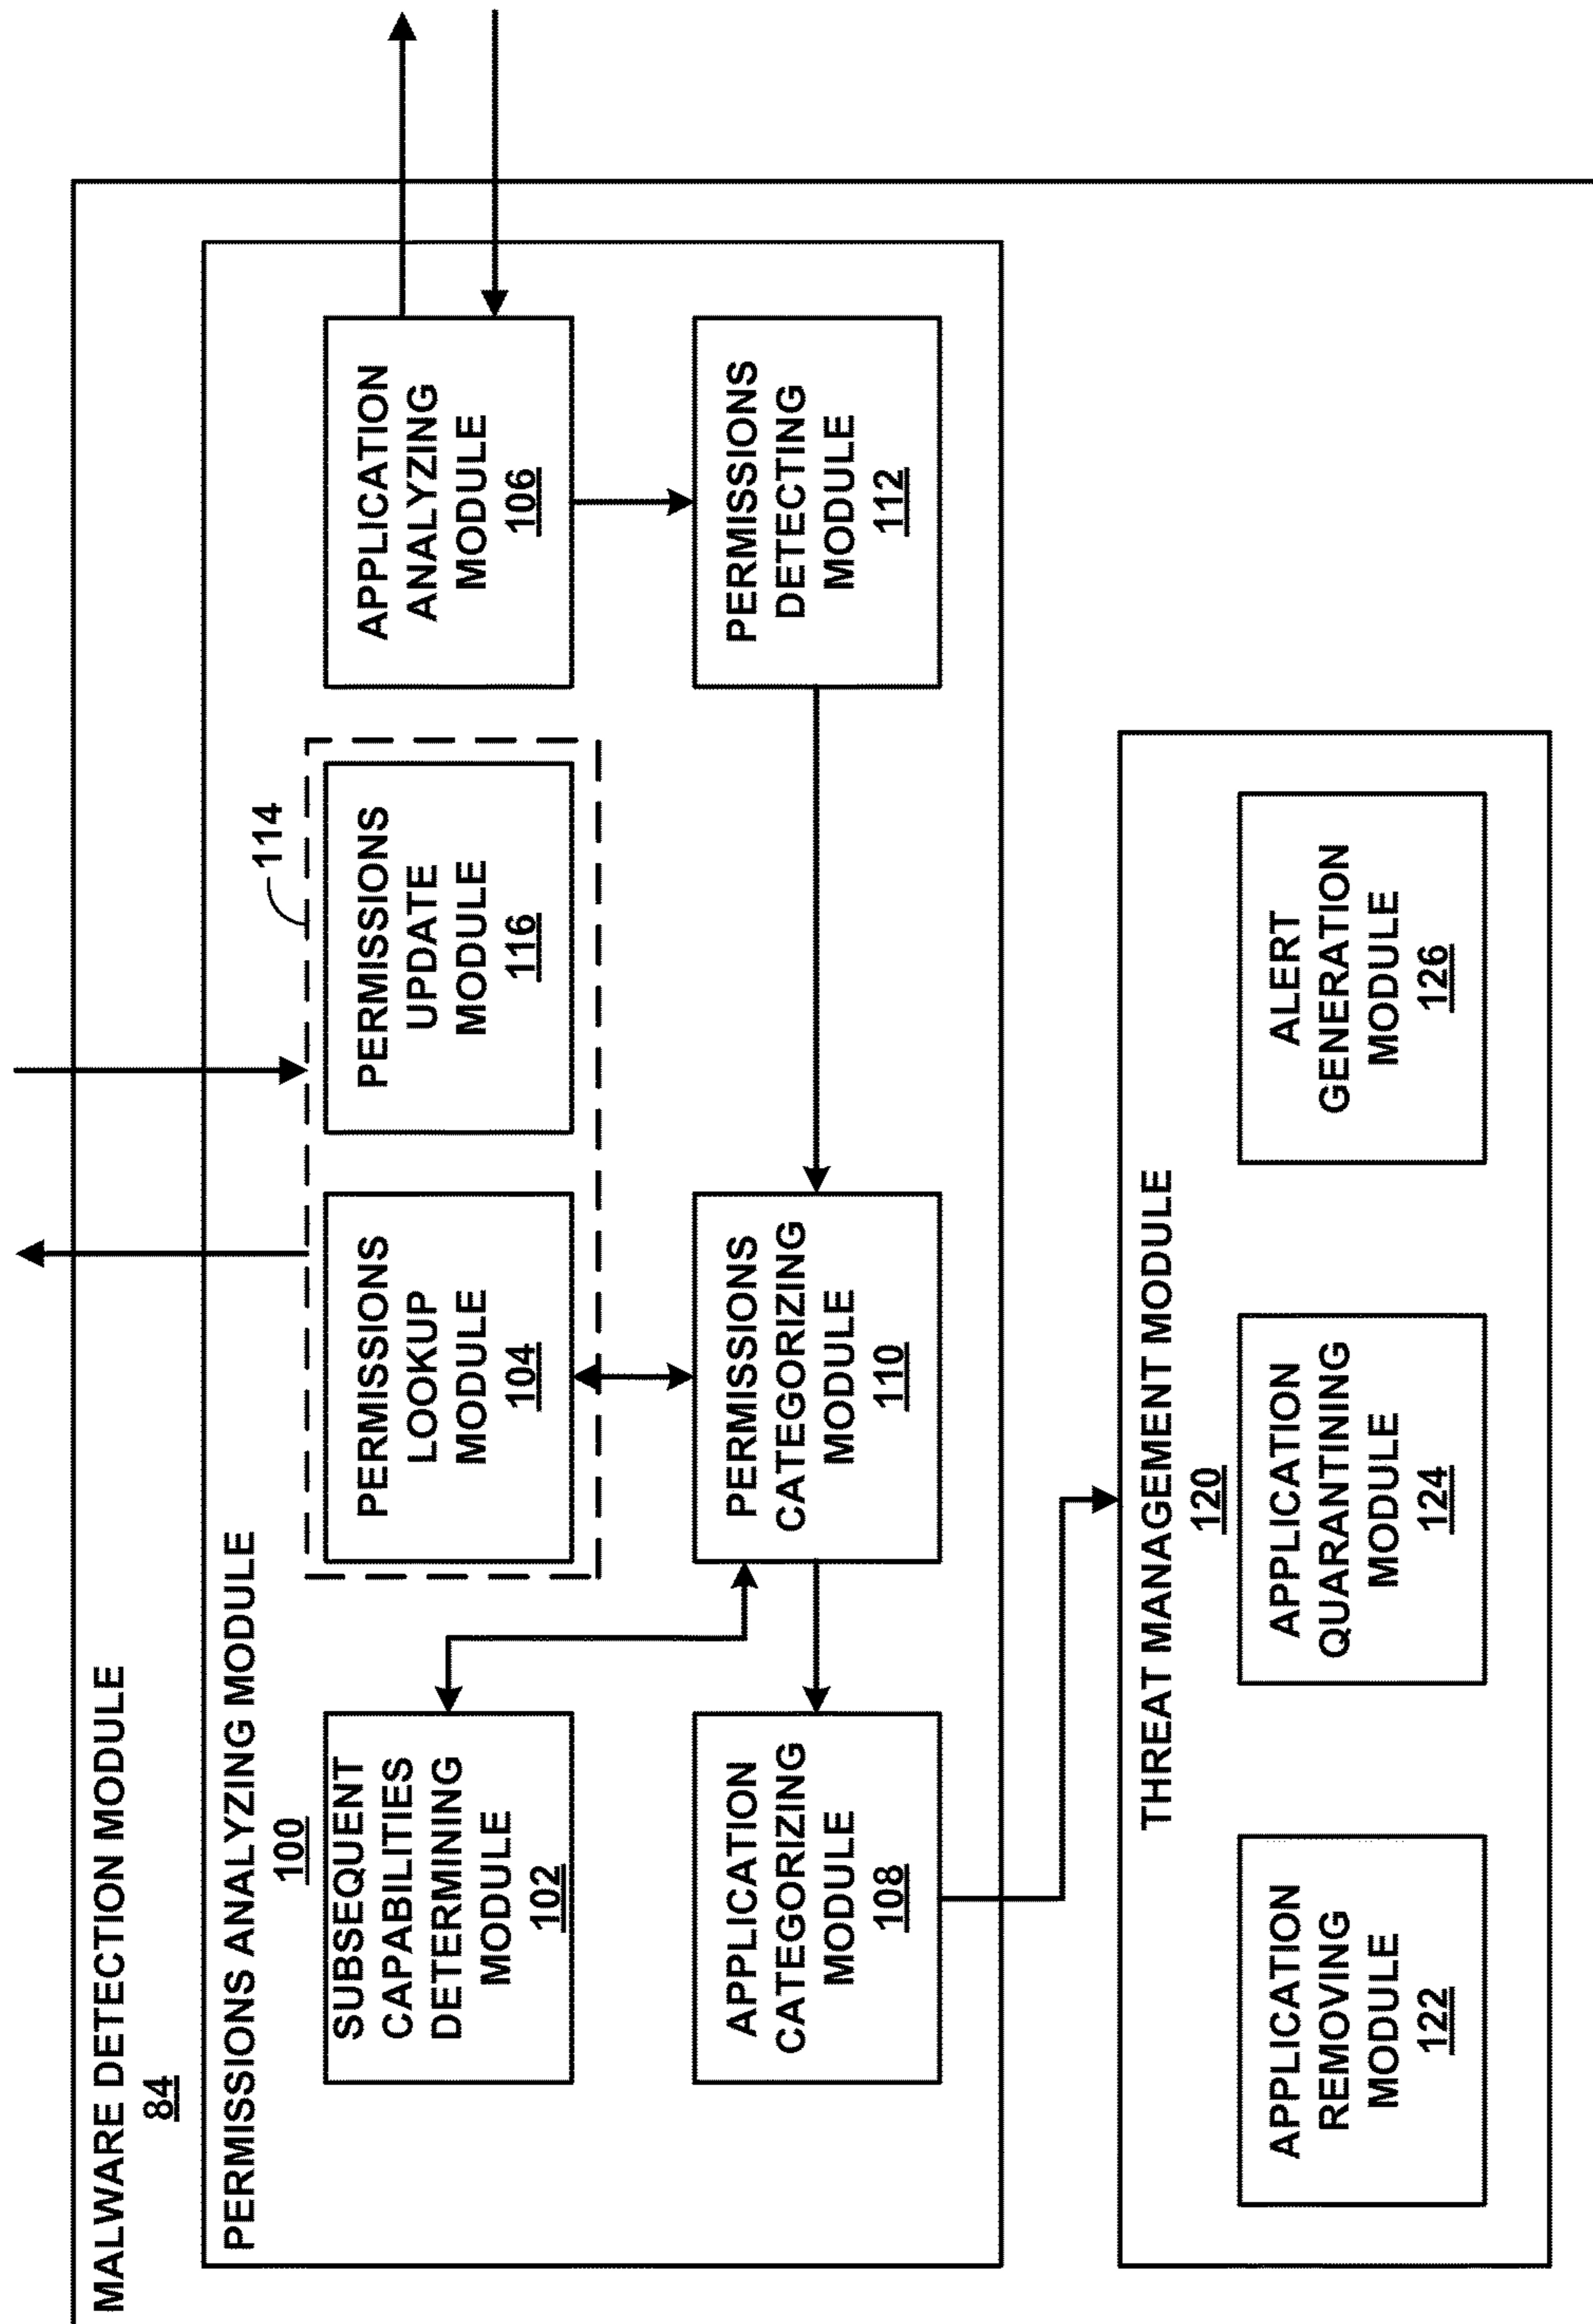 MALWARE DETECTION MODULE
84
PERMISSIONS ANALYZING MODULE
100
114
SUBSEQUENT
CAPABILITIES
DETERMINING
MODULE
102
PERMISSIONS
LOOKUP
MODULE
104
PERMISSIONS
UPDATE
MODULE
116
APPLICATION
ANALYZING
MODULE
106
APPLICATION
CATEGORIZING
MODULE
108
PERMISSIONS
CATEGORIZING
MODULE
110
PERMISSIONS
DETECTING
MODULE
112
THREAT MANAGEMENT MODULE
120
APPLICATION
REMOVING
MODULE
122
APPLICATION
QUARANTINING
MODULE
124
ALERT
GENERATION
MODULE
126